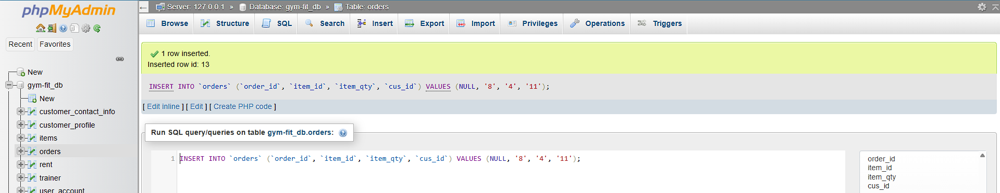 phpMyAdmin
Recent Favorites
New
gym-fit_db
New
customer_contact_info
customer_profile
items
orders
rent
trainer
user_account
Server: 127.0.0.1 » Database: gym-fit_db » Table: orders
Browse Structure SQL Search Insert Export Import Privileges Operations Triggers
1 row inserted.
Inserted row id: 13
INSERT INTO `orders` (`order_id`, `item_id`, `item_qty`, `cus_id`) VALUES (NULL, '8', '4', '11');
[ Edit inline ] [ Edit ] [ Create PHP code ]
Run SQL query/queries on table gym-fit_db.orders:
1 INSERT INTO `orders` (`order_id`, `item_id`, `item_qty`, `cus_id`) VALUES (NULL, '8', '4', '11');
order_id
item_id
item_qty
cus_id